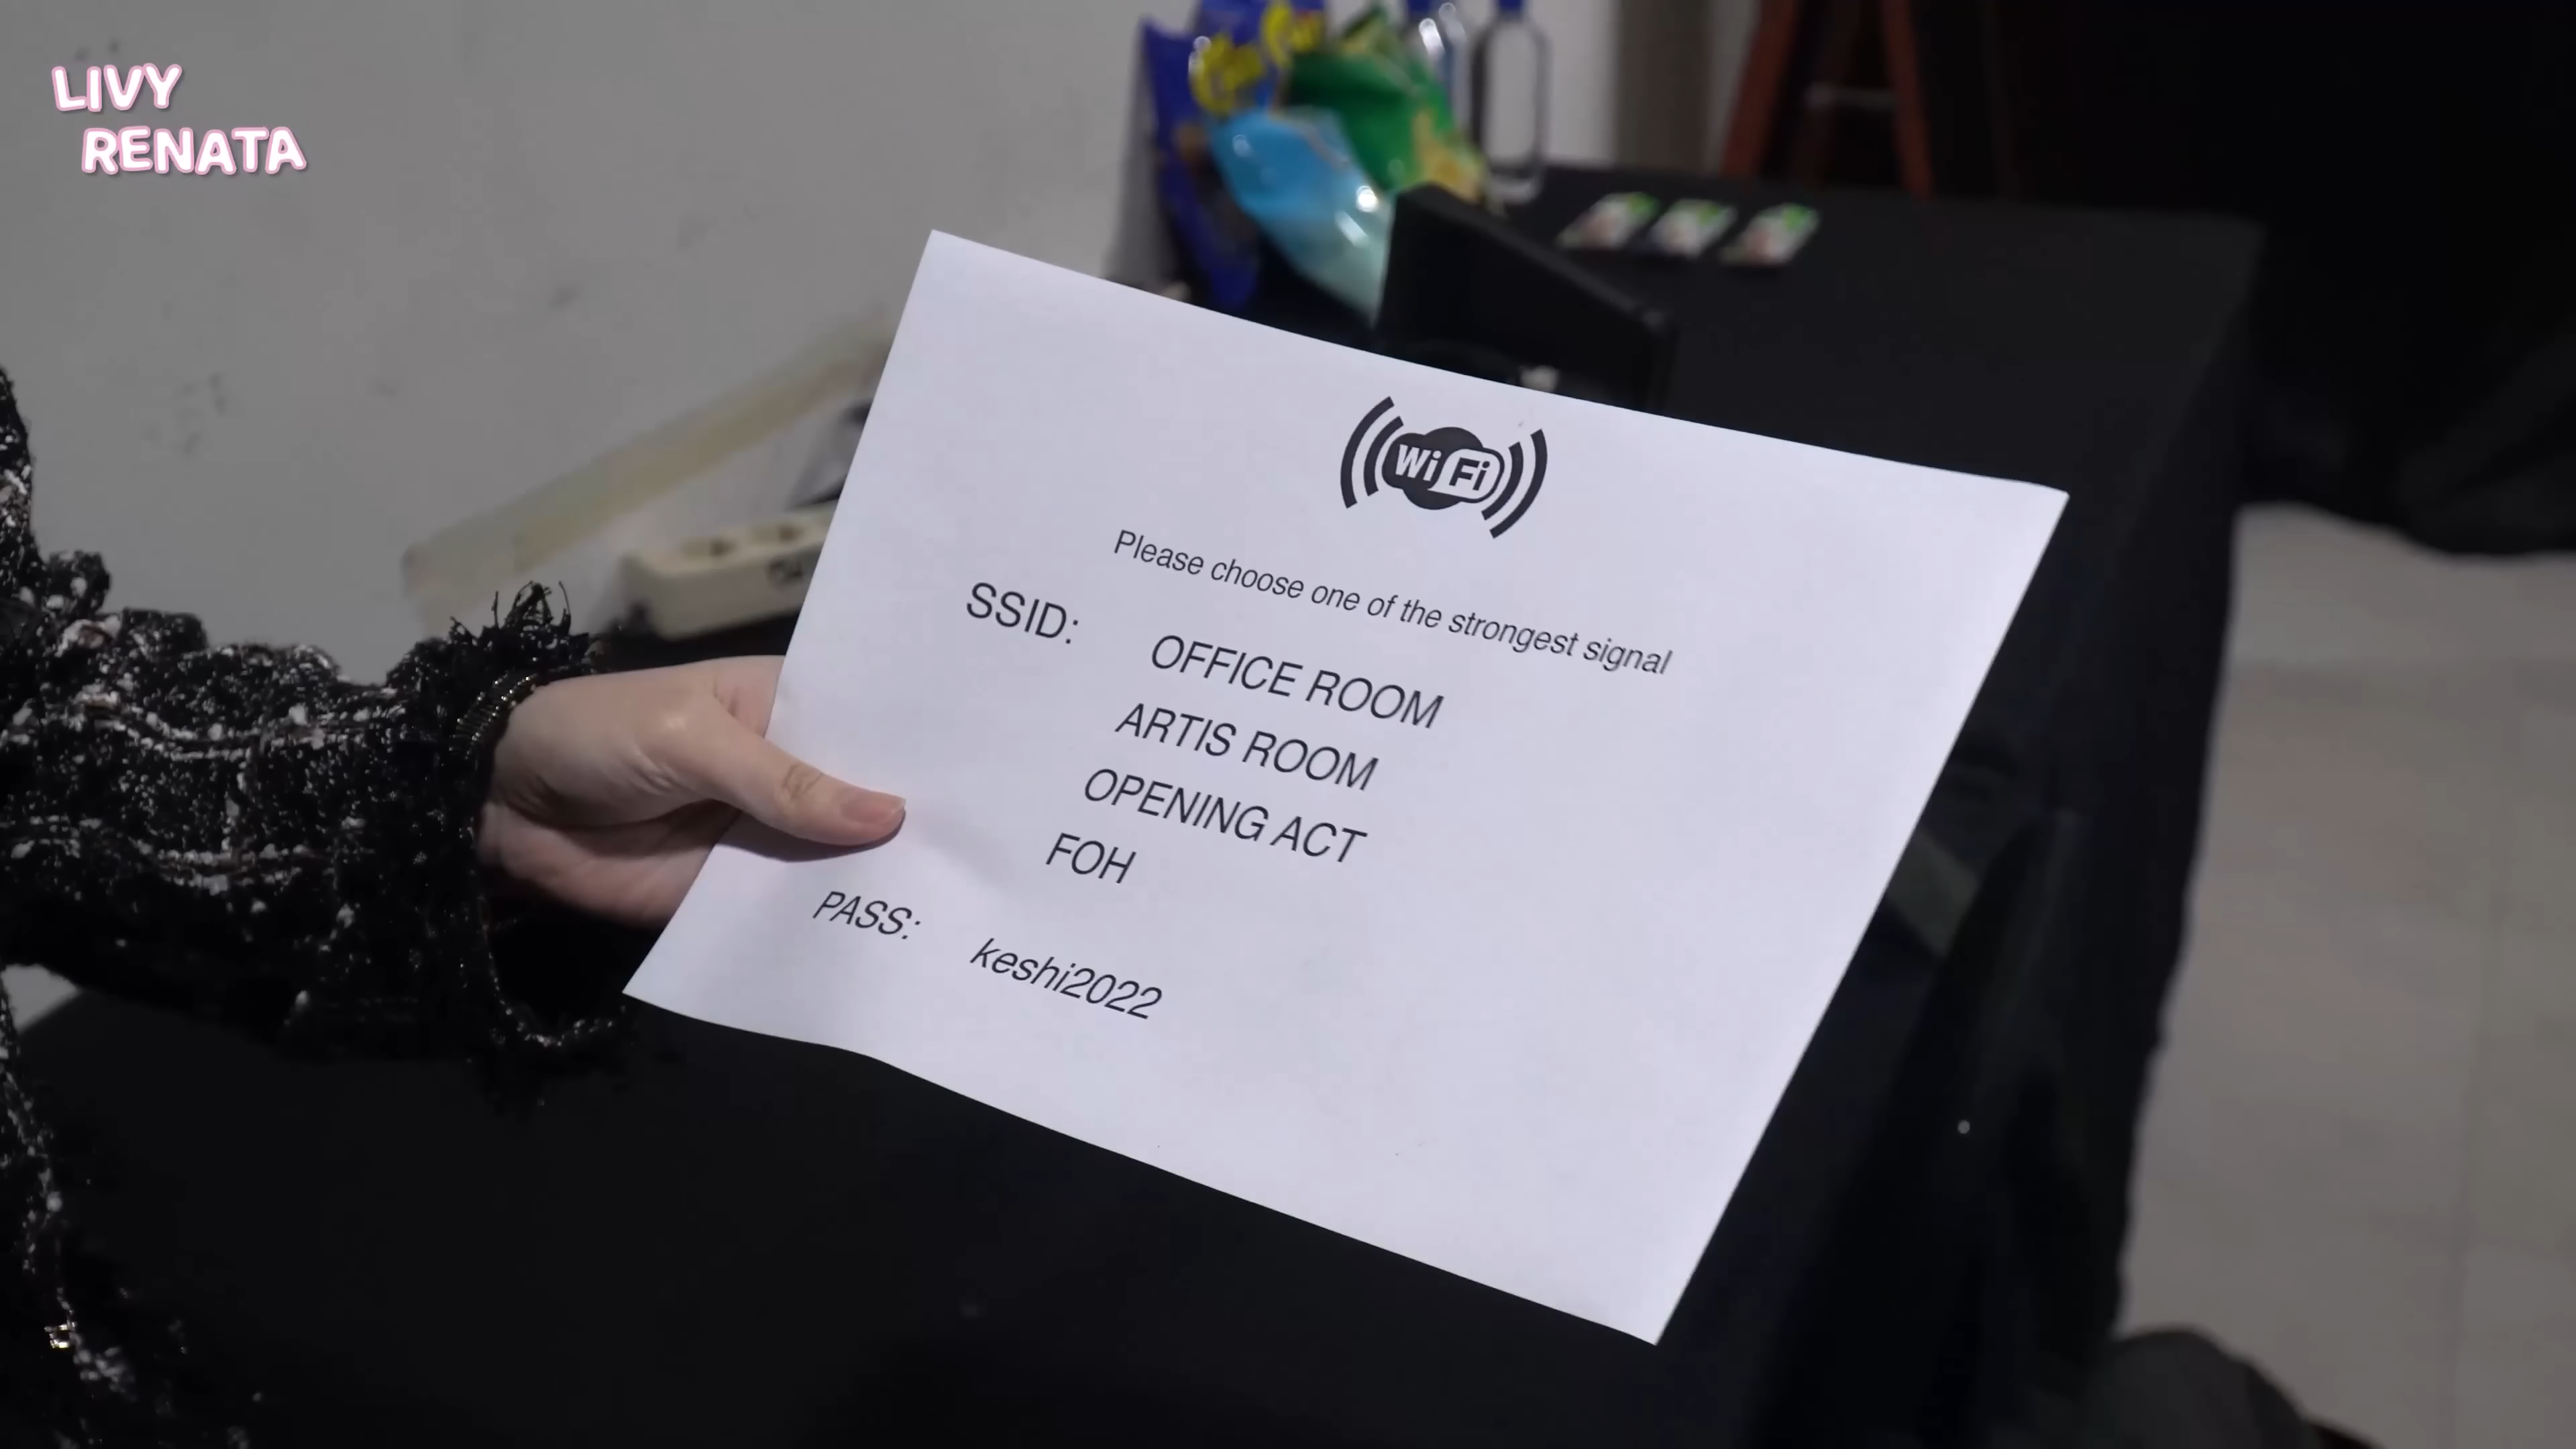 LIVY
RENATA
Wi Fi
Please choose one of the strongest signal
SSID: OFFICE ROOM
ARTIS ROOM
OPENING ACT
FOH
PASS: keshi2022